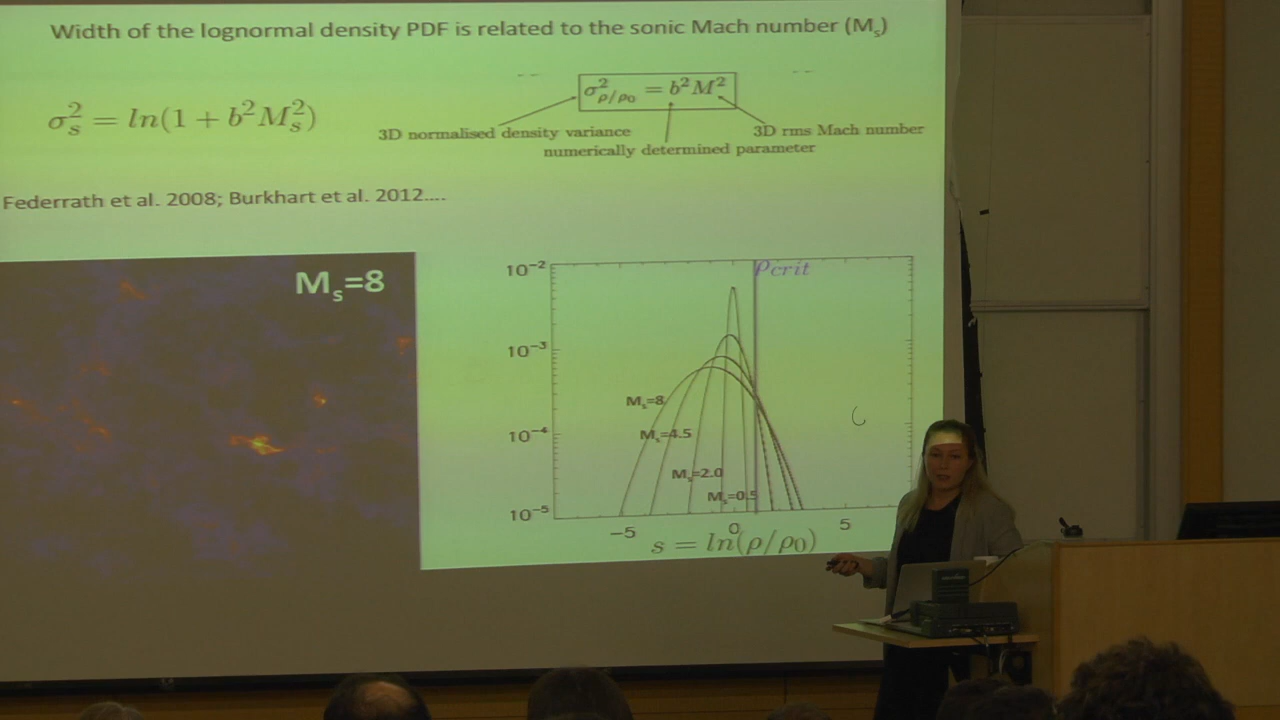 Width of the lognormal density PDF is related to the sonic Mach number (Mₛ)
σ²ₛ = ln(1 + b²M²ₛ)
σ²ρ/ρ₀ = b²M²
3D normalised density variance
3D rms Mach number
numerically determined parameter
Federrath et al. 2008; Burkhart et al. 2012....
Mₛ=8
ρcrit
10⁻²
10⁻³
10⁻⁴
10⁻⁵
Mₛ=8
Mₛ=4.5
Mₛ=2.0
Mₛ=0.5
−5
0
5
s = ln(ρ/ρ₀)